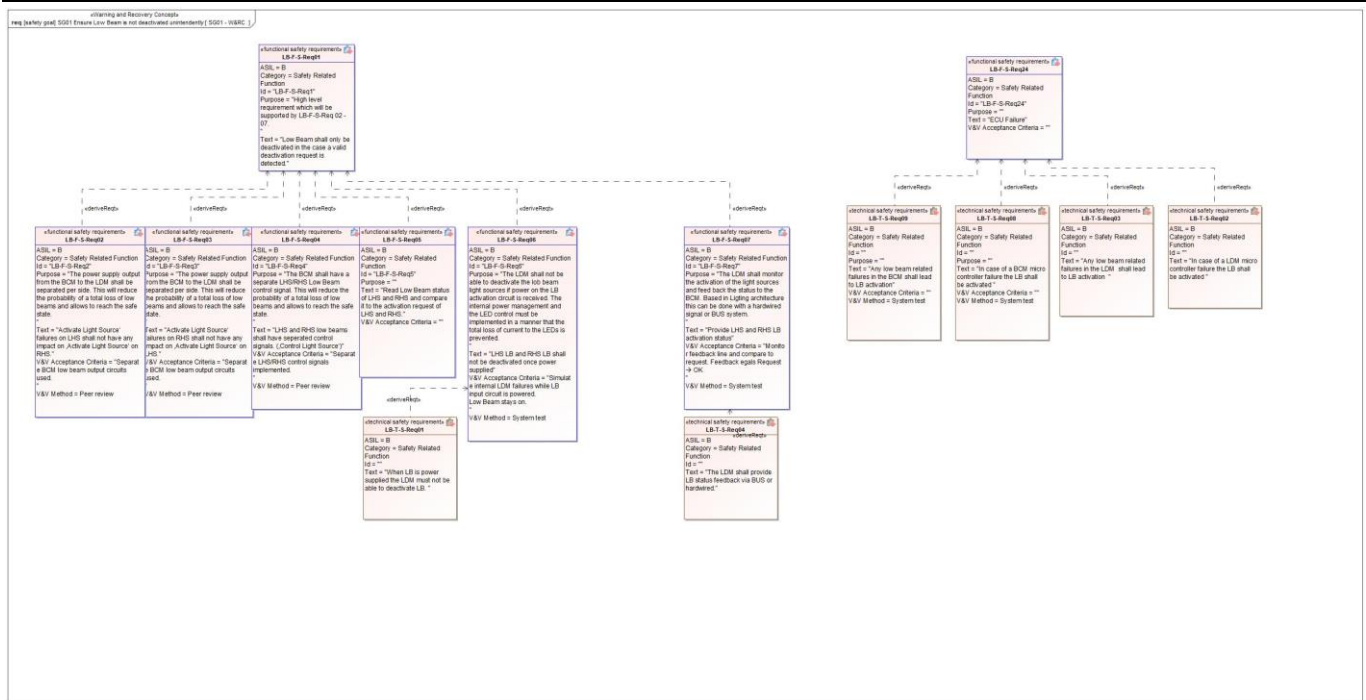 «Warning and Recovery Concept»
req [safety goal] SG01 Ensure Low Beam is not deactivated unintendently [ SG01 - W&RC ]
«functional safety requirement»
LB-F-S-Req01
ASIL = B
Category = Safety Related
Function
Id = "LB-F-S-Req1"
Purpose = "High level
requirement which will be
supported by LB-F-S-Req 02 -
07.
"
Text = "Low Beam shall only be
deactivated in the case a valid
deactivation request is
detected."
«functional safety requirement»
LB-F-S-Req24
ASIL = B
Category = Safety Related
Function
Id = "LB-F-S-Req24"
Purpose = ""
Text = "ECU Failure"
V&V Acceptance Criteria = ""
«deriveReqt»
«deriveReqt»
«deriveReqt»
«deriveReqt»
«deriveReqt»
«deriveReqt»
«deriveReqt»
«deriveReqt»
«deriveReqt»
«deriveReqt»
«functional safety requirement»
LB-F-S-Req02
ASIL = B
Category = Safety Related Function
Id = "LB-F-S-Req2"
Purpose = "The power supply output
from the BCM to the LDM shall be
separated per side. This will reduce
the probability of a total loss of low
beams and allows to reach the safe
state.
"
Text = "Activate Light Source'
failures on LHS shall not have any
impact on ,Activate Light Source' on
RHS."
V&V Acceptance Criteria = "Separat
e BCM low beam output circuits
used.
"
V&V Method = Peer review
«functional safety requirement»
LB-F-S-Req03
ASIL = B
Category = Safety Related Function
d = "LB-F-S-Req3"
Purpose = "The power supply output
from the BCM to the LDM shall be
separated per side. This will reduce
the probability of a total loss of low
beams and allows to reach the safe
state.
"
Text = "Activate Light Source'
failures on RHS shall not have any
mpact on ,Activate Light Source' on
LHS."
V&V Acceptance Criteria = "Separat
e BCM low beam output circuits
used.
"
V&V Method = Peer review
«functional safety requirement»
LB-F-S-Req04
ASIL = B
Category = Safety Related Function
Id = "LB-F-S-Req4"
Purpose = "The BCM shall have a
separate LHS/RHS Low Beam
control signal. This will reduce the
probability of a total loss of low
beams and allows to reach the safe
state.
"
Text = "LHS and RHS low beams
shall have seperated control
signals. (,Control Light Source')"
V&V Acceptance Criteria = "Separat
e LHS/RHS control signals
implemented.
"
V&V Method = Peer review
«functional safety requirement»
LB-F-S-Req05
ASIL = B
Category = Safety Related
Function
Id = "LB-F-S-Req5"
Purpose = ""
Text = "Read Low Beam status
of LHS and RHS and compare
it to the activation request of
LHS and RHS."
V&V Acceptance Criteria = ""
«functional safety requirement»
LB-F-S-Req06
ASIL = B
Category = Safety Related Function
Id = "LB-F-S-Req6"
Purpose = "The LDM shall not be
able to deactivate the lob beam
light sources if power on the LB
activation circuit is received. The
internal power management and
the LED control must be
implemented in a manner that the
total loss of current to the LEDs is
prevented.
"
Text = "LHS LB and RHS LB shall
not be deactivated once power
supplied"
V&V Acceptance Criteria = "Simulat
e internal LDM failures while LB
input circuit is powered.
Low Beam stays on.
"
V&V Method = System test
«functional safety requirement»
LB-F-S-Req07
ASIL = B
Category = Safety Related Function
Id = "LB-F-S-Req7"
Purpose = "The LDM shall monitor
the activation of the light sources
and feed back the status to the
BCM. Based in Ligting architecture
this can be done with a hardwired
signal or BUS system.
"
Text = "Provide LHS and RHS LB
activation status"
V&V Acceptance Criteria = "Monito
r feedback line and compare to
request. Feedback egals Request
→ OK
"
V&V Method = System test
«technical safety requirement»
LB-T-S-Req09
ASIL = B
Category = Safety Related
Function
Id = ""
Purpose = ""
Text = "Any low beam related
failures in the BCM shall lead
to LB activation"
V&V Acceptance Criteria = ""
V&V Method = System test
«technical safety requirement»
LB-T-S-Req08
ASIL = B
Category = Safety Related
Function
Id = ""
Purpose = ""
Text = "In case of a BCM micro
controller failure the LB shall
be activated "
V&V Acceptance Criteria = ""
V&V Method = System test
«technical safety requirement»
LB-T-S-Req03
ASIL = B
Category = Safety Related
Function
Id = ""
Text = "Any low beam related
failures in the LDM shall lead
to LB activation "
«technical safety requirement»
LB-T-S-Req02
ASIL = B
Category = Safety Related
Function
Id = ""
Text = "In case of a LDM micro
controller failure the LB shall
be activated "
«deriveReqt»
«technical safety requirement»
LB-T-S-Req01
ASIL = B
Category = Safety Related
Function
Id = ""
Text = "When LB is power
supplied the LDM must not be
able to deactivate LB. "
«technical safety requirement»
LB-T-S-Req04
«deriveReqt»
ASIL = B
Category = Safety Related
Function
Id = ""
Text = "The LDM shall provide
LB status feedback via BUS or
hardwired."